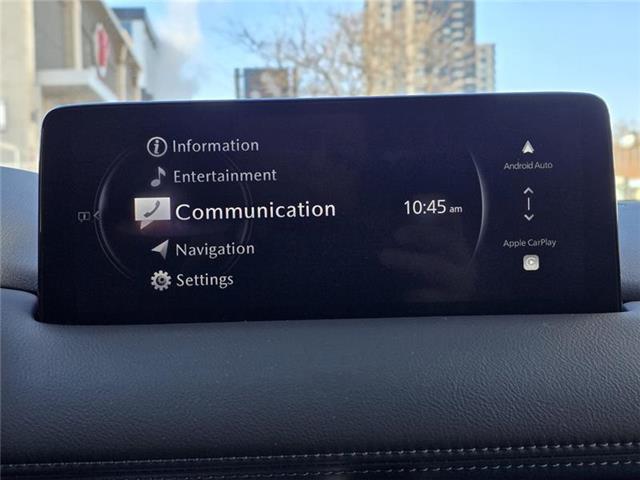 Information
Entertainment
Communication
10:45 am
Navigation
Settings
Android Auto
Apple CarPlay